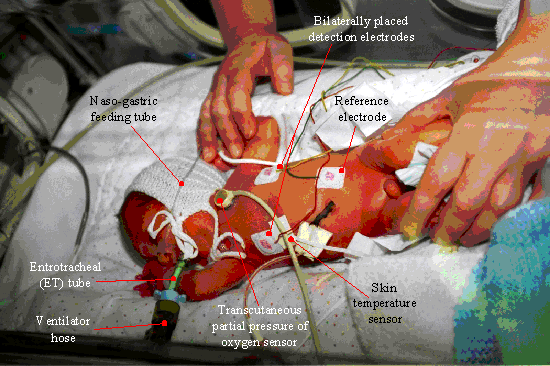 Bilaterally placed
detection electrodes
Naso-gastric
feeding tube
Reference
electrode
Entrotracheal
(ET) tube
Ventilator
hose
Transcutaneous
partial pressure of
oxygen sensor
Skin
temperature
sensor